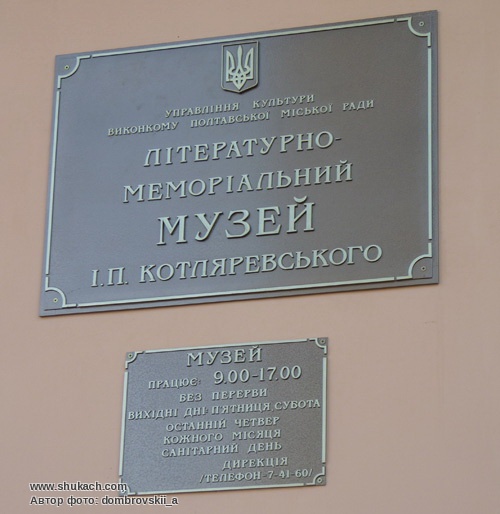 УПРАВЛІННЯ КУЛЬТУРИ
ВИКОНКОМУ ПОЛТАВСЬКОЇ МІСЬКОЇ РАДИ
ЛІТЕРАТУРНО-
МЕМОРІАЛЬНИЙ
МУЗЕЙ
І.П. КОТЛЯРЕВСЬКОГО
МУЗЕЙ
ПРАЦЮЄ: 9.00-17.00
БЕЗ ПЕРЕРВИ
ВИХІДНІ ДНІ: П'ЯТНИЦЯ СУБОТА
ОСТАННІЙ ЧЕТВЕР
КОЖНОГО МІСЯЦЯ
САНІТАРНИЙ ДЕНЬ
ДИРЕКЦІЯ
/ТЕЛЕФОН 7-41-60/
www.shukach.com
Автор фото: dombrovskii_a